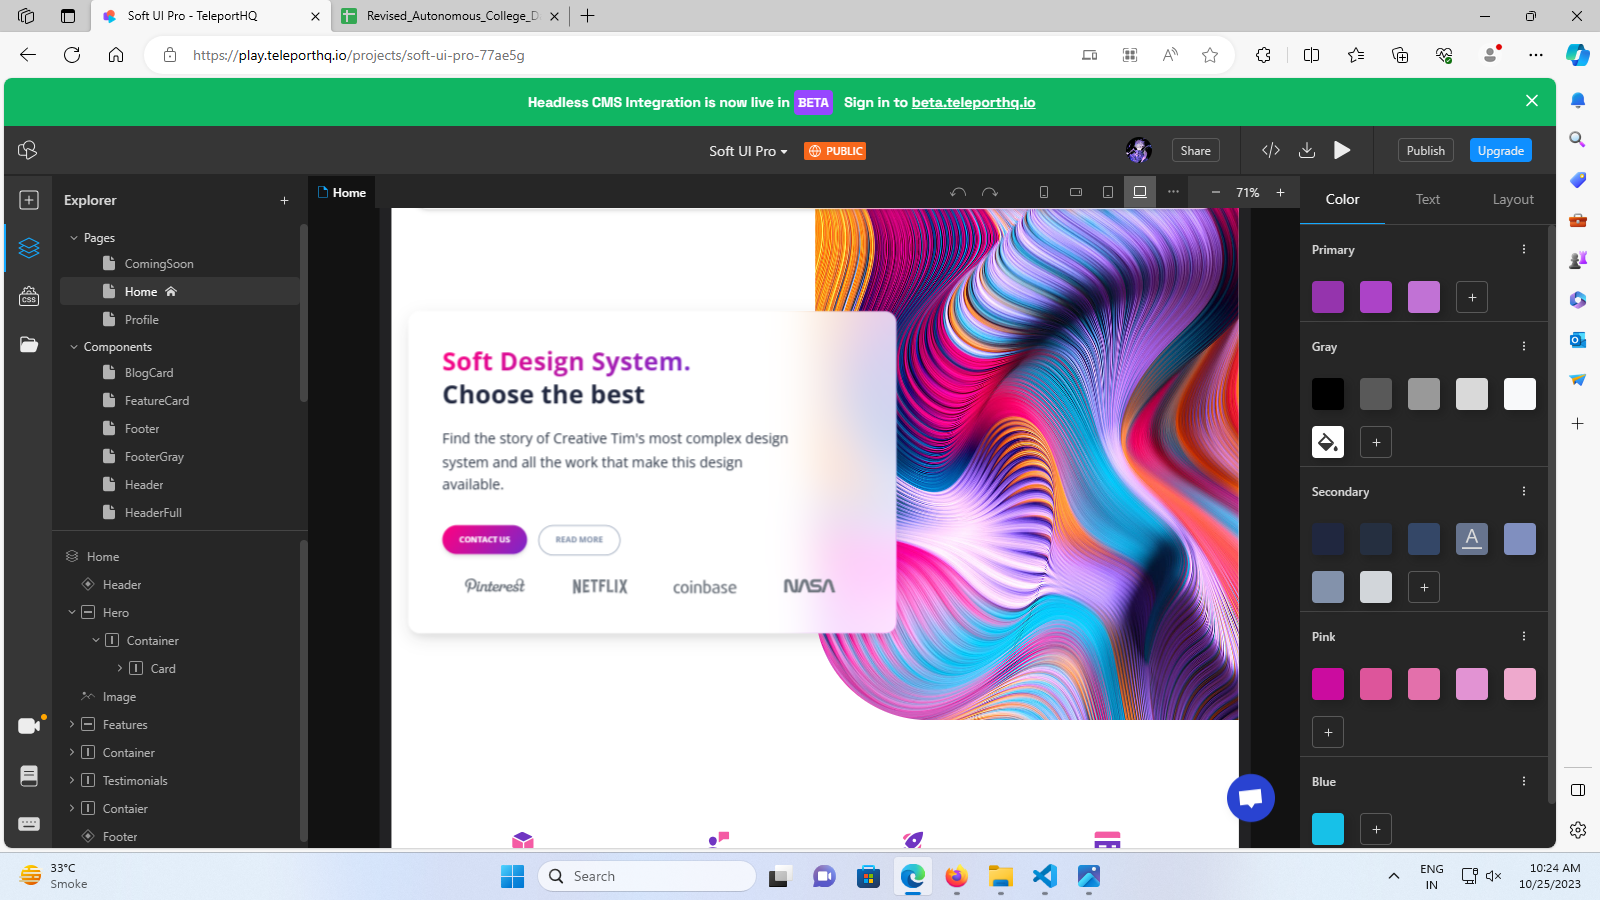 Soft UI Pro - TeleportHQ
Revised_Autonomous_College_D
https://play.teleporthq.io/projects/soft-ui-pro-77ae5g
Headless CMS Integration is now live in BETA Sign in to beta.teleporthq.io
Soft UI Pro
PUBLIC
Share
Publish
Upgrade
Explorer
Home
71%
Color
Text
Layout
Pages
ComingSoon
Home
Profile
Components
BlogCard
FeatureCard
Footer
FooterGray
Header
HeaderFull
Home
Header
Hero
Container
Card
Image
Features
Container
Testimonials
Contaier
Footer
CSS
Soft Design System.
Choose the best
Find the story of Creative Tim's most complex design
system and all the work that make this design
available.
CONTACT US
READ MORE
Pinterest
NETFLIX
coinbase
NASA
Primary
Gray
Secondary
A
Pink
Blue
33°C
Smoke
Search
ENG
IN
10:24 AM
10/25/2023